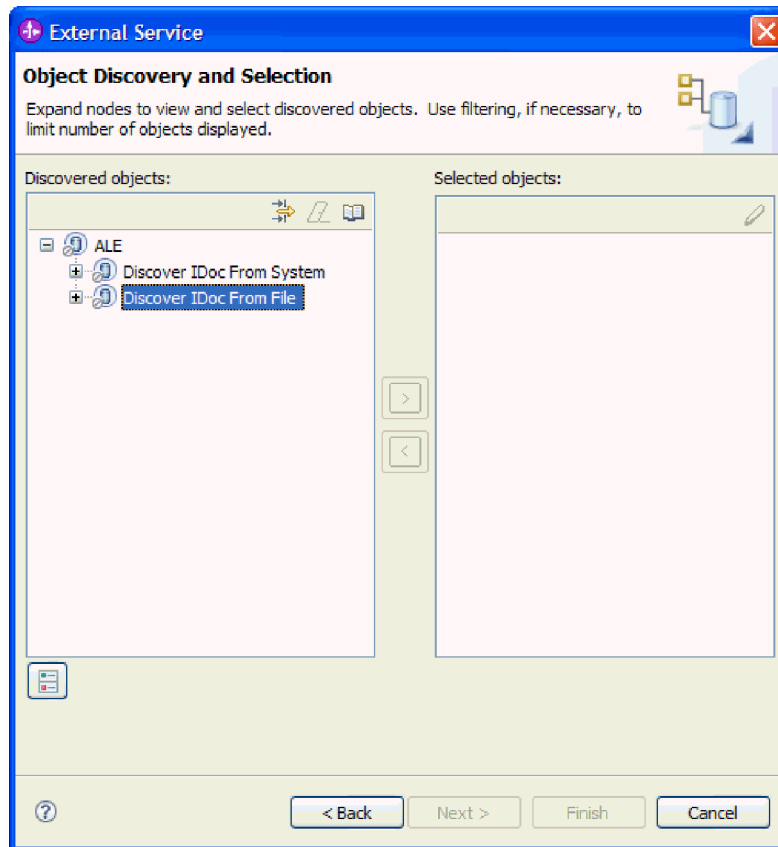 External Service
Object Discovery and Selection
Expand nodes to view and select discovered objects. Use filtering, if necessary, to
limit number of objects displayed.
Discovered objects:
Selected objects:
ALE
Discover IDoc From System
Discover IDoc From File
>
<
?
< Back
Next >
Finish
Cancel